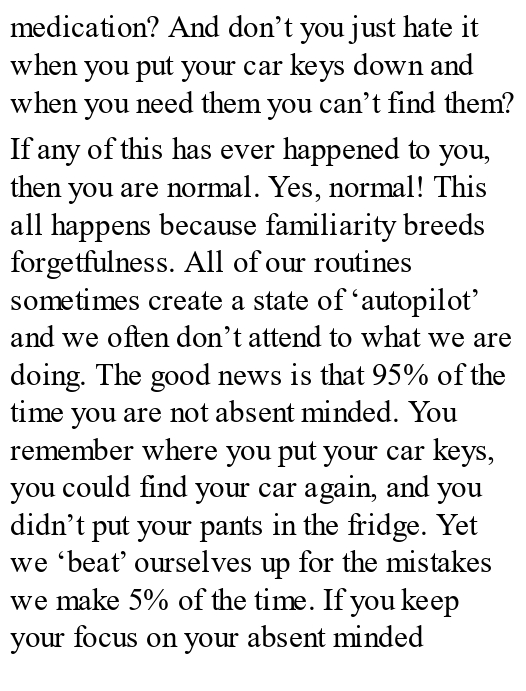 medication? And don’t you just hate it
when you put your car keys down and
when you need them you can’t find them?
If any of this has ever happened to you,
then you are normal. Yes, normal! This
all happens because familiarity breeds
forgetfulness. All of our routines
sometimes create a state of ‘autopilot’
and we often don’t attend to what we are
doing. The good news is that 95% of the
time you are not absent minded. You
remember where you put your car keys,
you could find your car again, and you
didn’t put your pants in the fridge. Yet
we ‘beat’ ourselves up for the mistakes
we make 5% of the time. If you keep
your focus on your absent minded